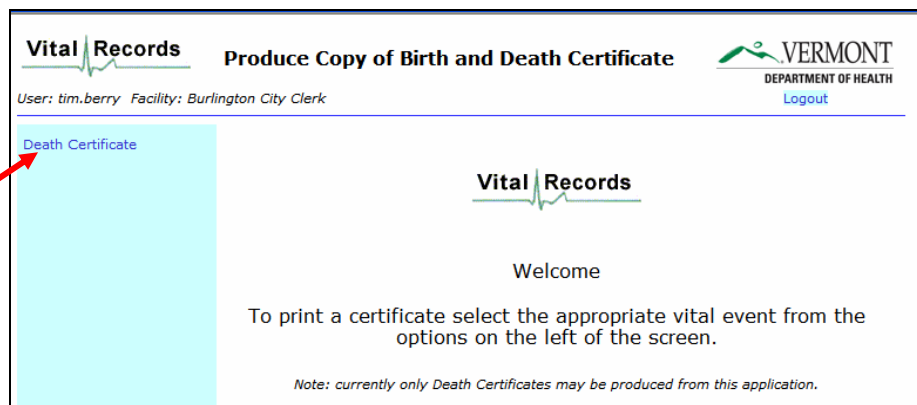 Vital Records
Produce Copy of Birth and Death Certificate
VERMONT
DEPARTMENT OF HEALTH
User: tim.berry Facility: Burlington City Clerk
Logout
Death Certificate
Vital Records
Welcome
To print a certificate select the appropriate vital event from the
options on the left of the screen.
Note: currently only Death Certificates may be produced from this application.